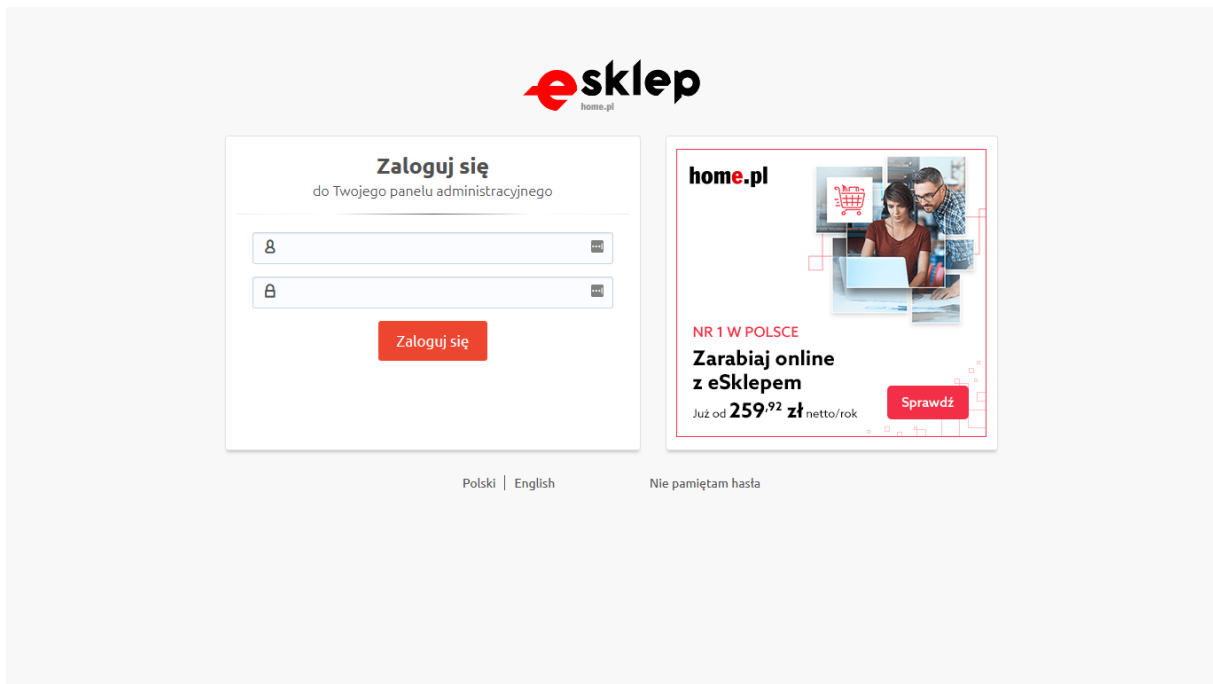 esklep
home.pl
Zaloguj się
do Twojego panelu administracyjnego
Zaloguj się
home.pl
NR 1 W POLSCE
Zarabiaj online
z eSklepem
Już od 259,92 zł netto/rok
Sprawdź
Polski | English
Nie pamiętam hasła